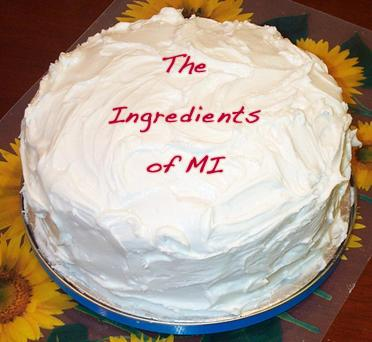 The
Ingredients
of MI